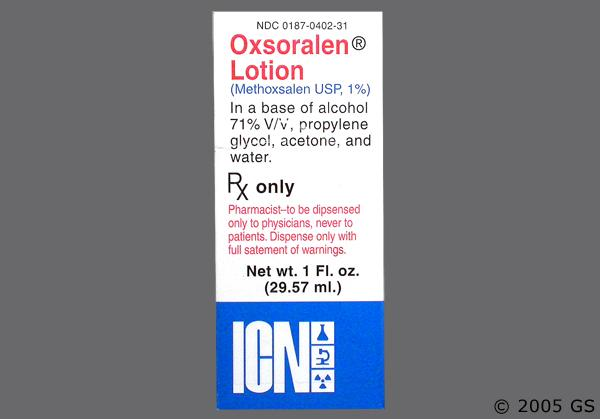 NDC 0187-0402-31
Oxsoralen®
Lotion
(Methoxsalen USP, 1%)
In a base of alcohol
71% V/V, propylene
glycol, acetone, and
water.
Rx only
Pharmacist–to be dipsensed
only to physicians, never to
patients. Dispense only with
full satement of warnings.
Net wt. 1 Fl. oz.
(29.57 ml.)
ICN
© 2005 GS